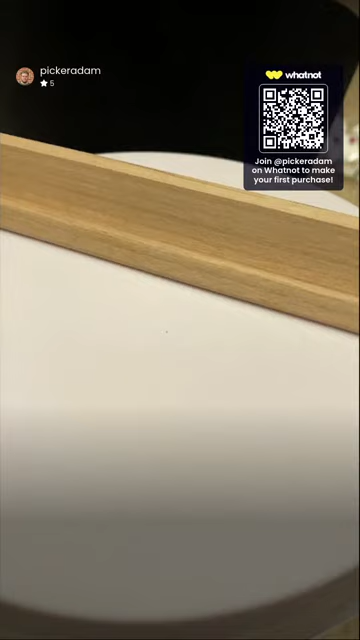 pickeradam
★ 5
whatnot
Join @pickeradam
on Whatnot to make
your first purchase!